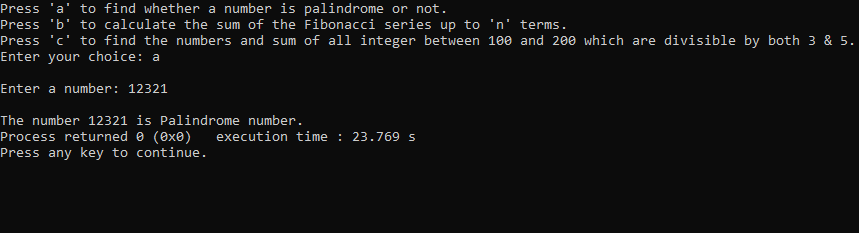 Press 'a' to find whether a number is palindrome or not.
Press 'b' to calculate the sum of the Fibonacci series up to 'n' terms.
Press 'c' to find the numbers and sum of all integer between 100 and 200 which are divisible by both 3 & 5.
Enter your choice: a
Enter a number: 12321
The number 12321 is Palindrome number.
Process returned 0 (0x0)   execution time : 23.769 s
Press any key to continue.